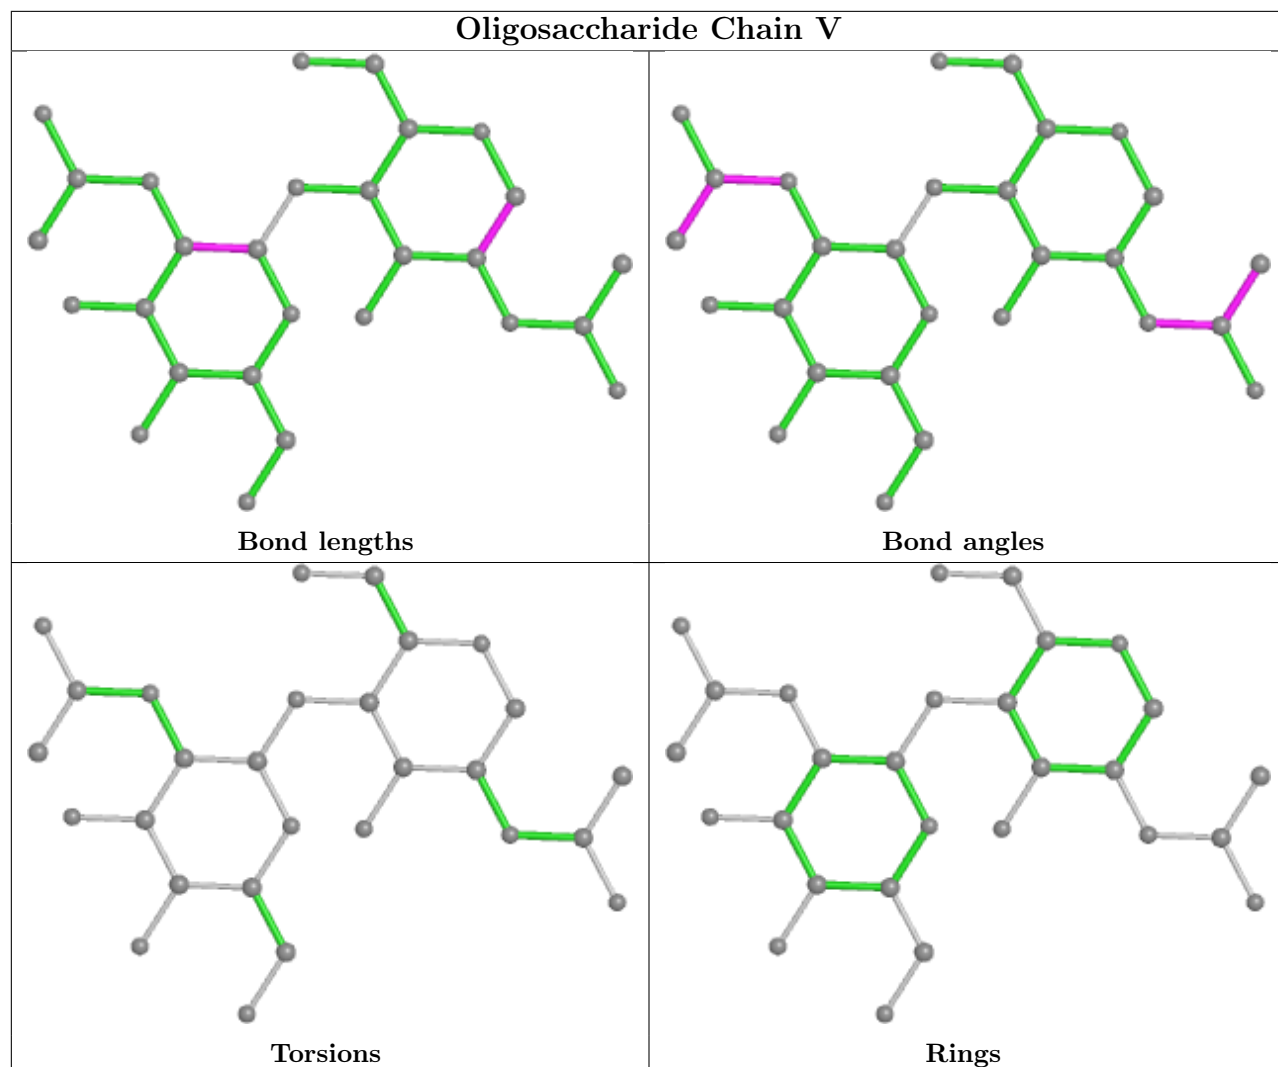 Oligosaccharide Chain V
Bond lengths
Bond angles
Torsions
Rings